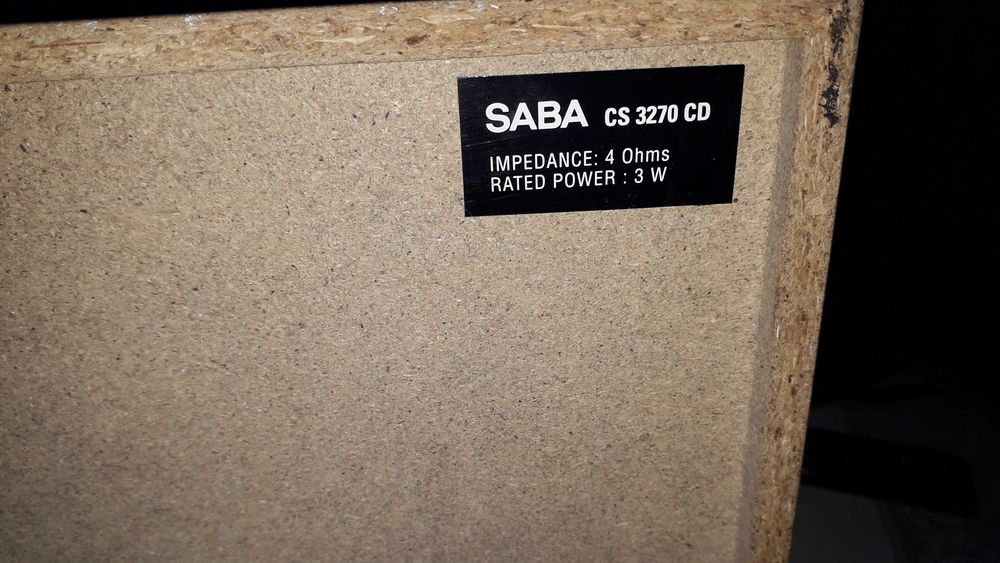 SABA CS 3270 CD
IMPEDANCE: 4 Ohms
RATED POWER : 3 W